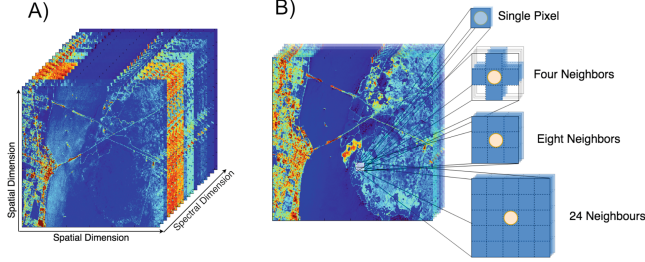 A)
B)
Single Pixel
Four Neighbors
Eight Neighbors
24 Neighbours
Spatial Dimension
Spatial Dimension
Spectral Dimension